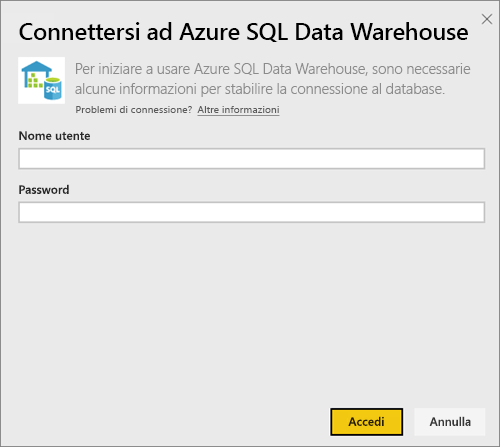 Connettersi ad Azure SQL Data Warehouse
Per iniziare a usare Azure SQL Data Warehouse, sono necessarie
alcune informazioni per stabilire la connessione al database.
SQL
Problemi di connessione? Altre informazioni
Nome utente
Password
Accedi Annulla